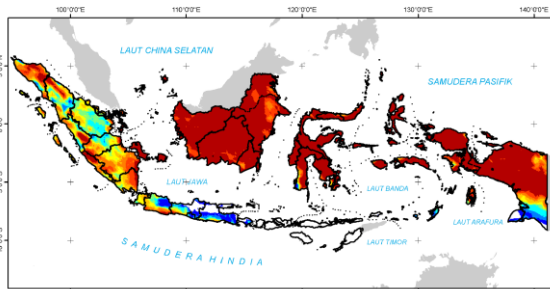 100°0'0"E 110°0'0"E 120°0'0"E 130°0'0"E 140°0'0"E
LAUT CHINA SELATAN
SAMUDERA PASIFIK
LAUT JAWA
LAUT BANDA
LAUT ARAFURA
LAUT TIMOR
SAMUDERA HINDIA